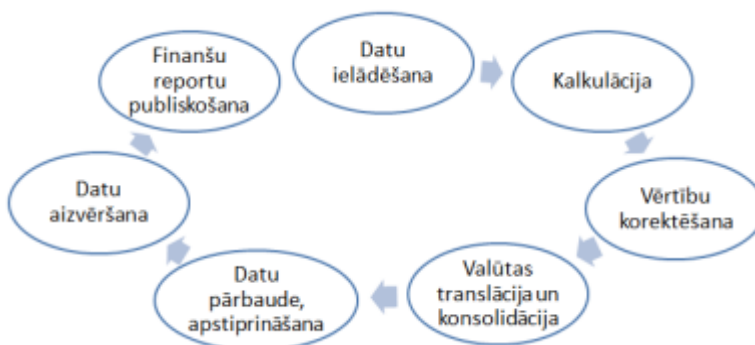 Datu
ielādēšana
Kalkulācija
Vērtību
korektēšana
Valūtas
translācija un
konsolidācija
Datu
pārbaude,
apstiprināšana
Datu
aizvēršana
Finanšu
reportu
publiskošana